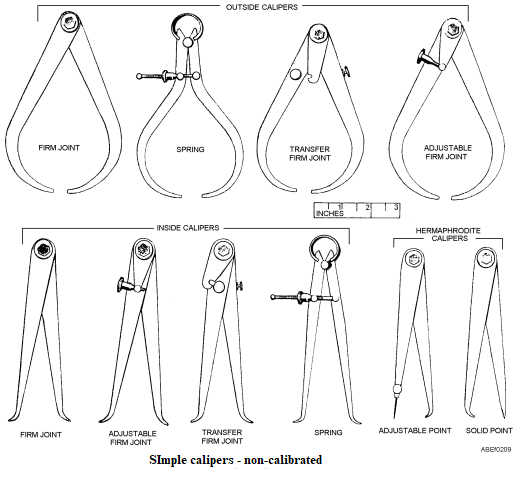 OUTSIDE CALIPERS
FIRM JOINT
SPRING
TRANSFER
FIRM JOINT
ADJUSTABLE
FIRM JOINT
1 2 3
INCHES
INSIDE CALIPERS
HERMAPHRODITE
CALIPERS
FIRM JOINT
ADJUSTABLE
FIRM JOINT
TRANSFER
FIRM JOINT
SPRING
ADJUSTABLE POINT
SOLID POINT
ABEf0209
SImple calipers - non-calibrated